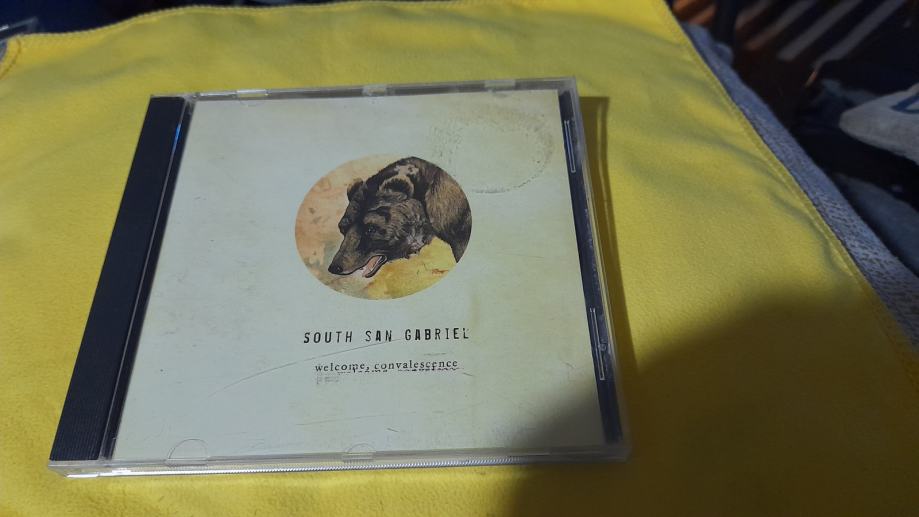 SOUTH SAN GABRIEL
welcome, convalescence